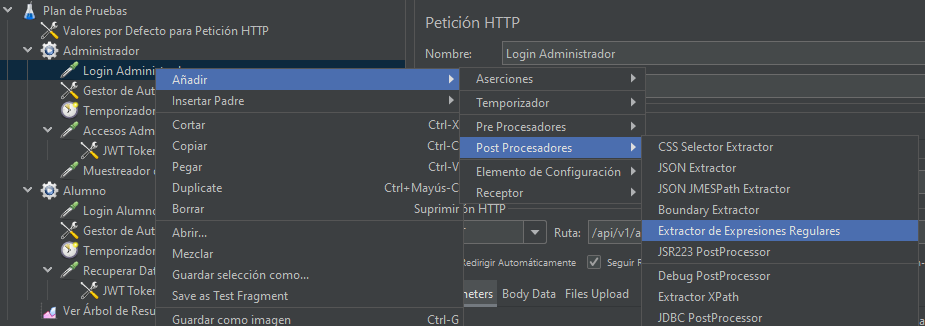 Plan de Pruebas
Valores por Defecto para Petición HTTP
Administrador
Login Administrador
Gestor de Aut
Temporizador
Accesos Admi
JWT Token
Muestreador d
Alumno
Login Alumno
Gestor de Aut
Temporizador
Recuperar Dat
JWT Token
Ver Árbol de Resu
Añadir
Insertar Padre
Cortar Ctrl-X
Copiar Ctrl-C
Pegar Ctrl-V
Duplicate Ctrl+Mayús-C
Borrar Suprimir
Abrir...
Mezclar
Guardar selección como...
Save as Test Fragment
Guardar como imagen Ctrl-G
Aserciones
Temporizador
Pre Procesadores
Post Procesadores
Elemento de Configuración
Receptor
CSS Selector Extractor
JSON Extractor
JSON JMESPath Extractor
Boundary Extractor
Extractor de Expresiones Regulares
JSR223 PostProcessor
Debug PostProcessor
Extractor XPath
JDBC PostProcessor
Petición HTTP
Nombre: Login Administrador
HTTP
Ruta: /api/v1/a
Redirigir Automáticamente Seguir R
meters Body Data Files Upload